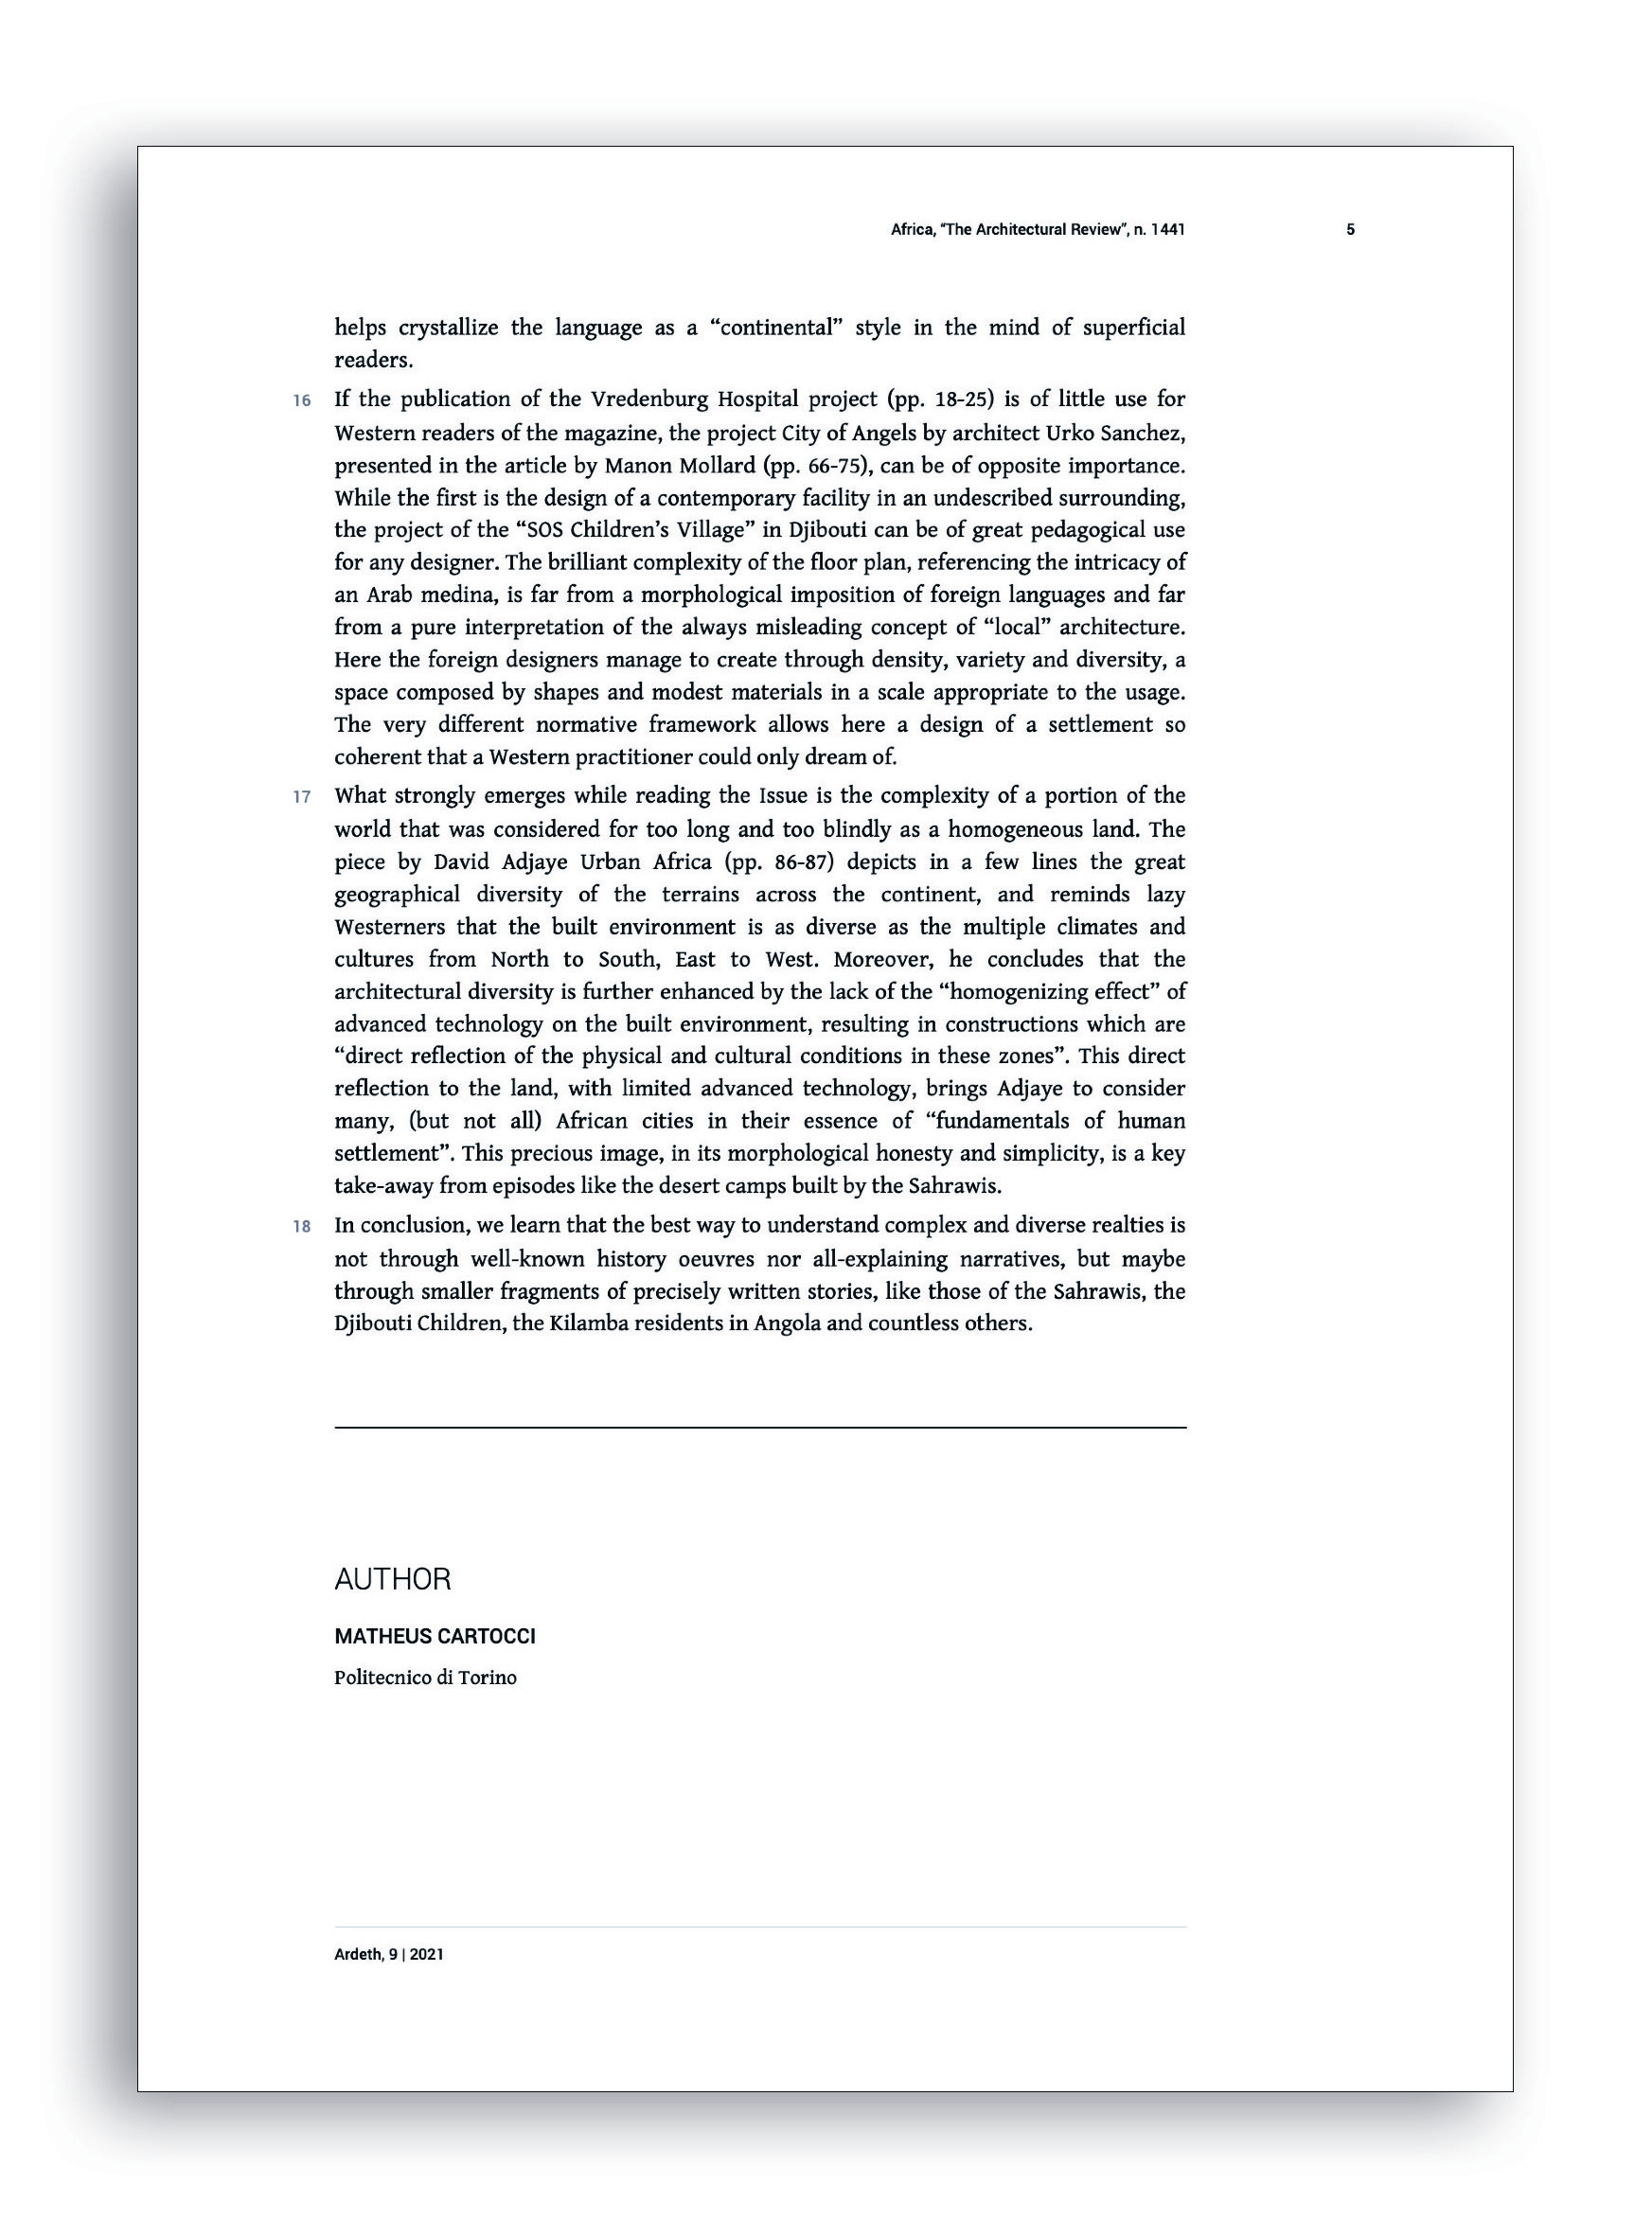 Africa, “The Architectural Review”, n. 1441 5
helps crystallize the language as a “continental” style in the mind of superficial
readers.
16 If the publication of the Vredenburg Hospital project (pp. 18-25) is of little use for
Western readers of the magazine, the project City of Angels by architect Urko Sanchez,
presented in the article by Manon Mollard (pp. 66-75), can be of opposite importance.
While the first is the design of a contemporary facility in an undescribed surrounding,
the project of the “SOS Children’s Village” in Djibouti can be of great pedagogical use
for any designer. The brilliant complexity of the floor plan, referencing the intricacy of
an Arab medina, is far from a morphological imposition of foreign languages and far
from a pure interpretation of the always misleading concept of “local” architecture.
Here the foreign designers manage to create through density, variety and diversity, a
space composed by shapes and modest materials in a scale appropriate to the usage.
The very different normative framework allows here a design of a settlement so
coherent that a Western practitioner could only dream of.
17 What strongly emerges while reading the Issue is the complexity of a portion of the
world that was considered for too long and too blindly as a homogeneous land. The
piece by David Adjaye Urban Africa (pp. 86-87) depicts in a few lines the great
geographical diversity of the terrains across the continent, and reminds lazy
Westerners that the built environment is as diverse as the multiple climates and
cultures from North to South, East to West. Moreover, he concludes that the
architectural diversity is further enhanced by the lack of the “homogenizing effect” of
advanced technology on the built environment, resulting in constructions which are
“direct reflection of the physical and cultural conditions in these zones”. This direct
reflection to the land, with limited advanced technology, brings Adjaye to consider
many, (but not all) African cities in their essence of “fundamentals of human
settlement”. This precious image, in its morphological honesty and simplicity, is a key
take-away from episodes like the desert camps built by the Sahrawis.
18 In conclusion, we learn that the best way to understand complex and diverse realties is
not through well-known history oeuvres nor all-explaining narratives, but maybe
through smaller fragments of precisely written stories, like those of the Sahrawis, the
Djibouti Children, the Kilamba residents in Angola and countless others.
AUTHOR
MATHEUS CARTOCCI
Politecnico di Torino
Ardeth, 9 | 2021